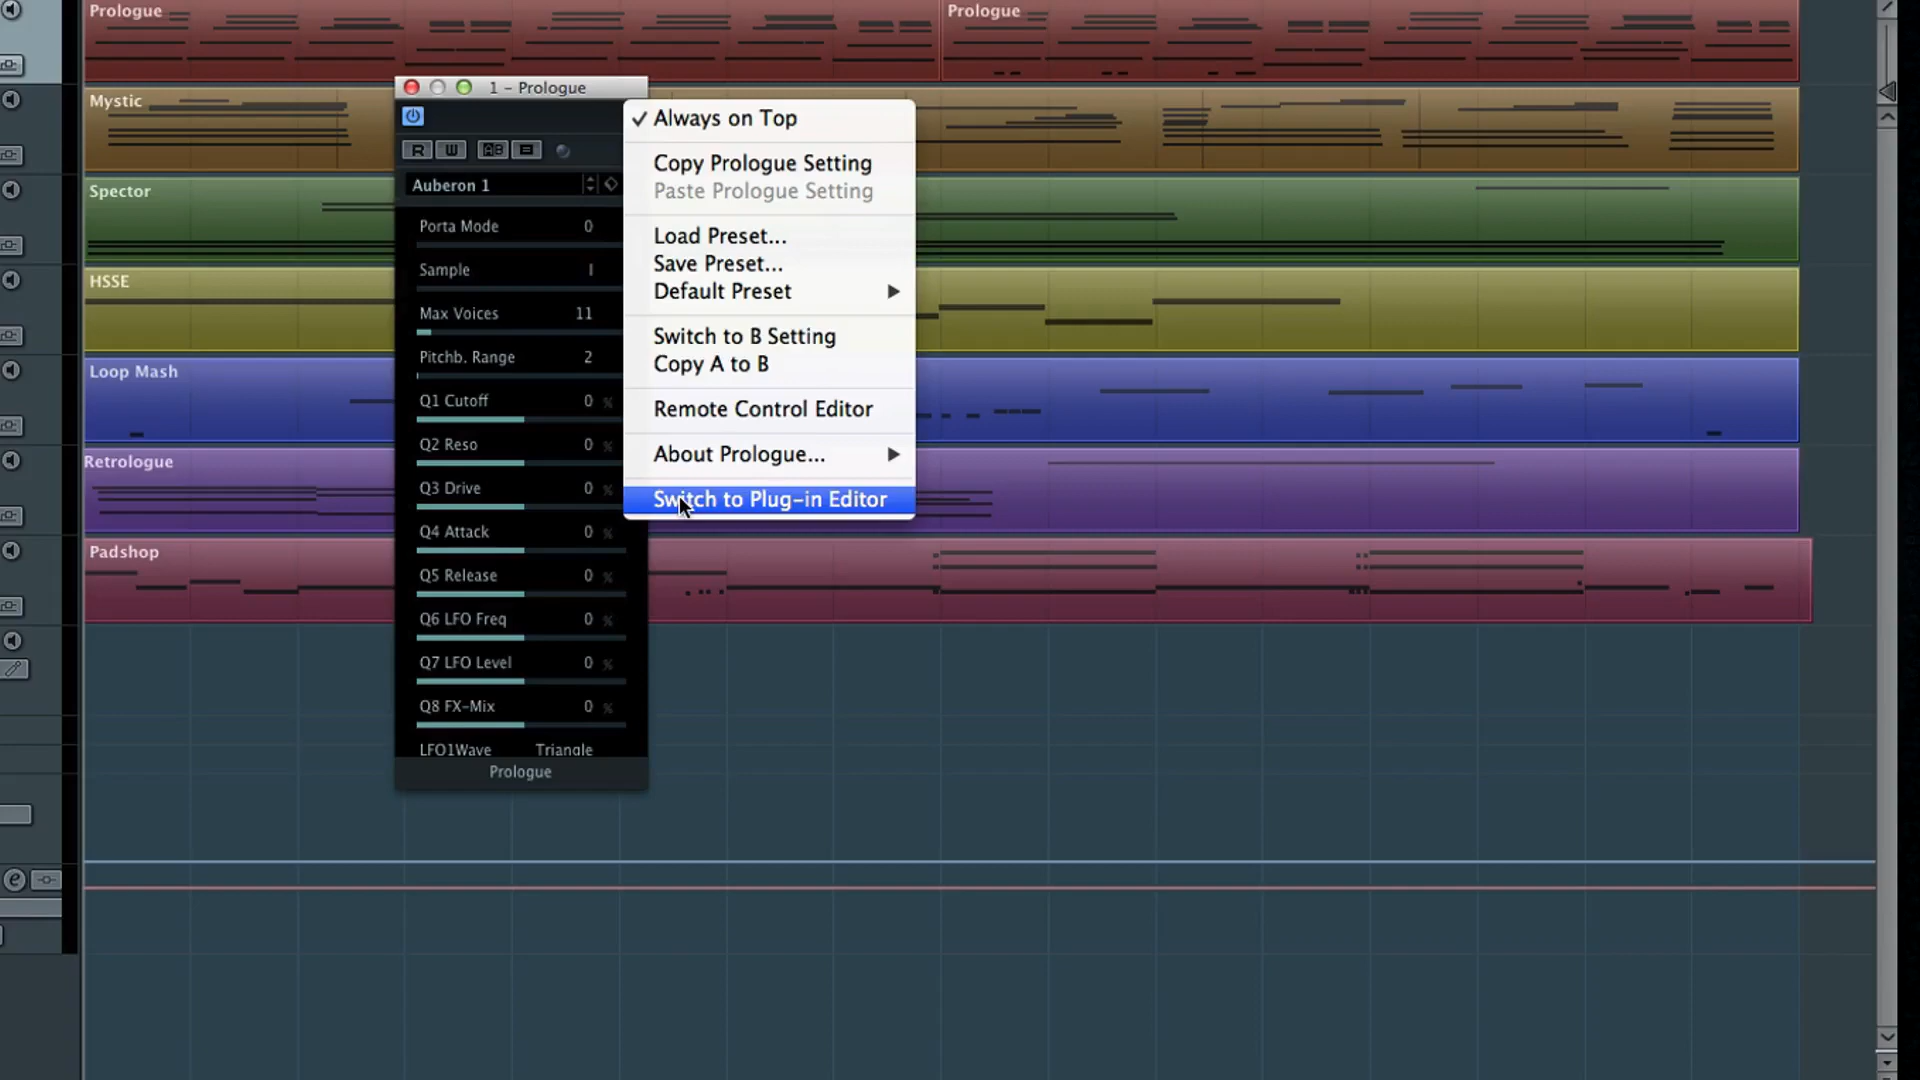 Prologue
Prologue
Mystic
Spector
HSSE
Loop Mash
Retrologue
Padshop
1 - Prologue
R W AB
Auberon 1
Porta Mode 0
Sample I
Max Voices 11
Pitchb. Range 2
Q1 Cutoff 0 %
Q2 Reso 0 %
Q3 Drive 0 %
Q4 Attack 0 %
Q5 Release 0 %
Q6 LFO Freq 0 %
Q7 LFO Level 0 %
Q8 FX-Mix 0 %
LFO1Wave Triangle
Prologue
✓ Always on Top
Copy Prologue Setting
Paste Prologue Setting
Load Preset...
Save Preset...
Default Preset
Switch to B Setting
Copy A to B
Remote Control Editor
About Prologue...
Switch to Plug-in Editor
e